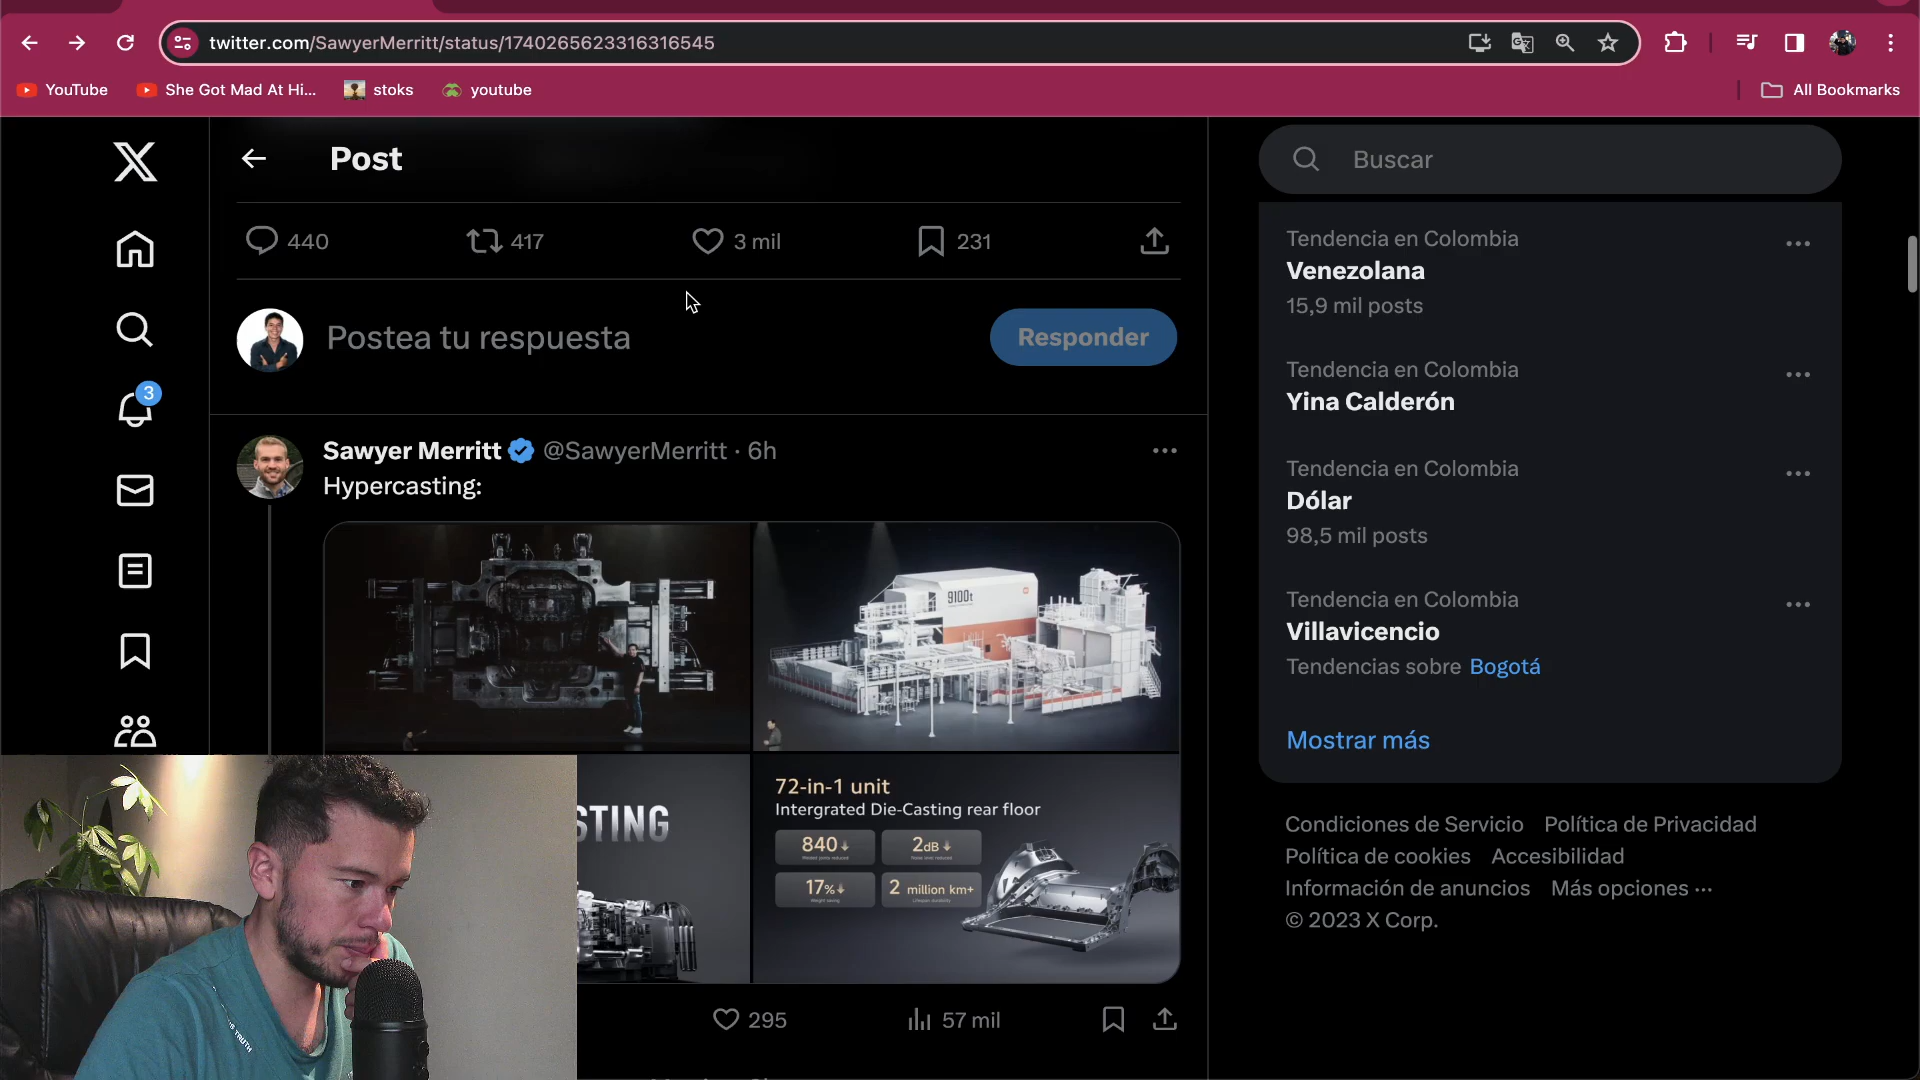 twitter.com/SawyerMerritt/status/1740265623316316545
YouTube
She Got Mad At Hi...
stoks
youtube
All Bookmarks
Post
Buscar
440
417
3 mil
231
Postea tu respuesta
Responder
3
Sawyer Merritt @SawyerMerritt · 6h
Hypercasting:
9100t
STING
72-in-1 unit
Intergrated Die-Casting rear floor
840↓
2dB↓
17%↓
2 million km+
295
57 mil
Tendencia en Colombia
Venezolana
15,9 mil posts
Tendencia en Colombia
Yina Calderón
Tendencia en Colombia
Dólar
98,5 mil posts
Tendencia en Colombia
Villavicencio
Tendencias sobre Bogotá
Mostrar más
Condiciones de Servicio Política de Privacidad
Política de cookies Accesibilidad
Información de anuncios Más opciones ···
© 2023 X Corp.